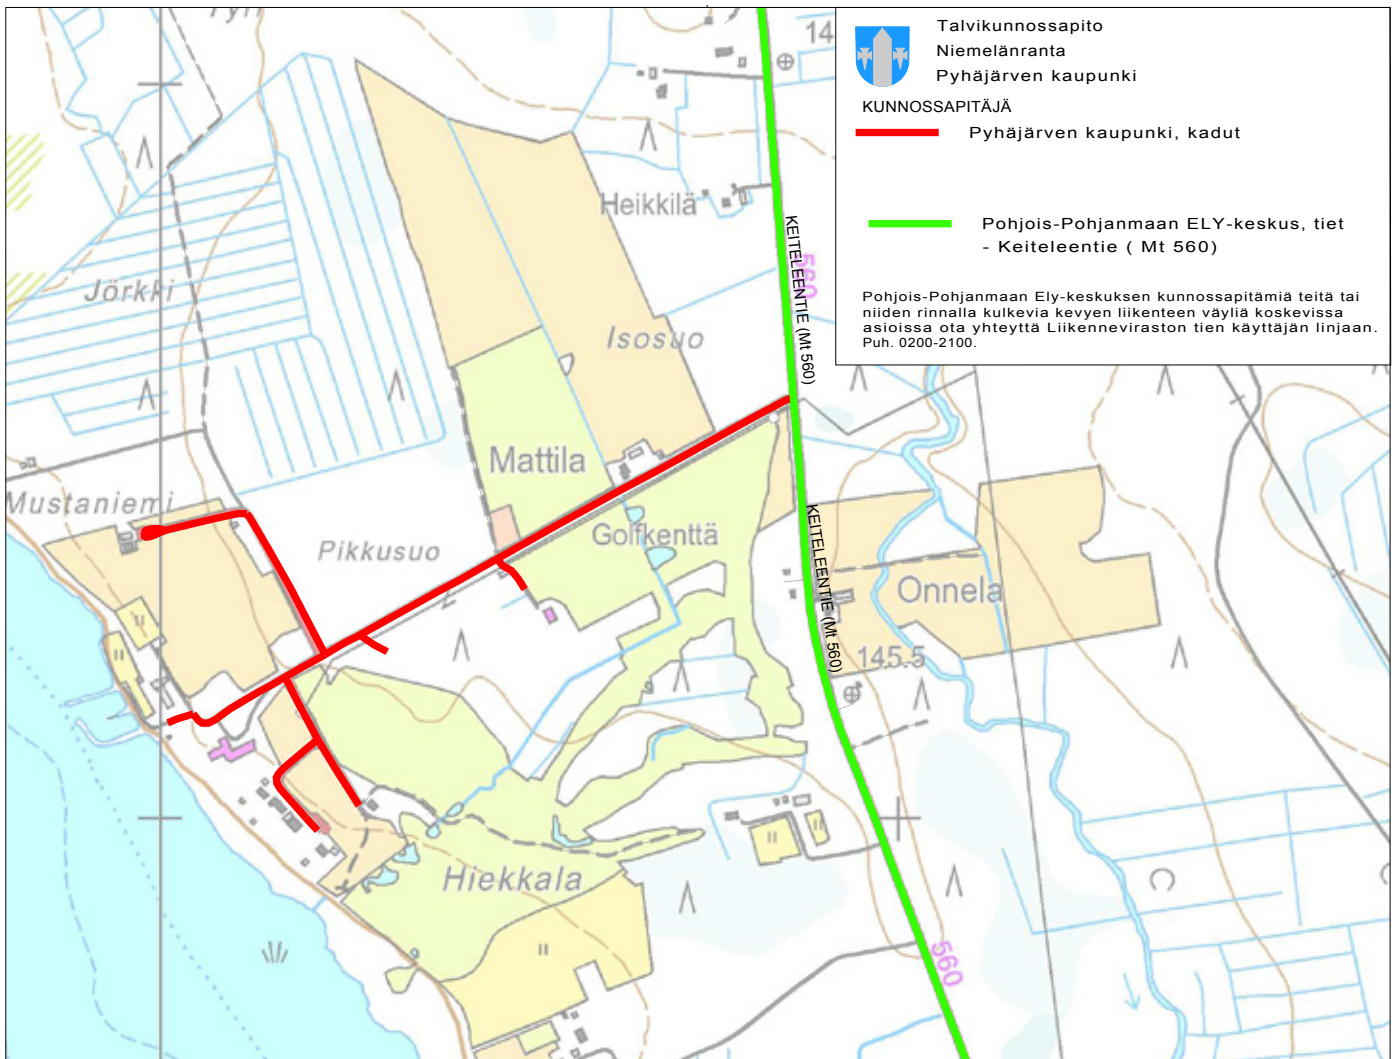 Tyri
14
Talvikunnossapito
Niemelänranta
Pyhäjärven kaupunki
KUNNOSSAPITÄJÄ
Pyhäjärven kaupunki, kadut
Pohjois-Pohjanmaan ELY-keskus, tiet
- Keiteleentie ( Mt 560)
Pohjois-Pohjanmaan Ely-keskuksen kunnossapitämiä teitä tai
niiden rinnalla kulkevia kevyen liikenteen väyliä koskevissa
asioissa ota yhteyttä Liikenneviraston tien käyttäjän linjaan.
Puh. 0200-2100.
Heikkilä
KEITELEENTIE (Mt 560)
560
Jörkki
Isosuo
Mattila
Mustaniemi
Pikkusuo
Golfkenttä
KEITELEENTIE (Mt 560)
Onnela
145.5
Hiekkala
560